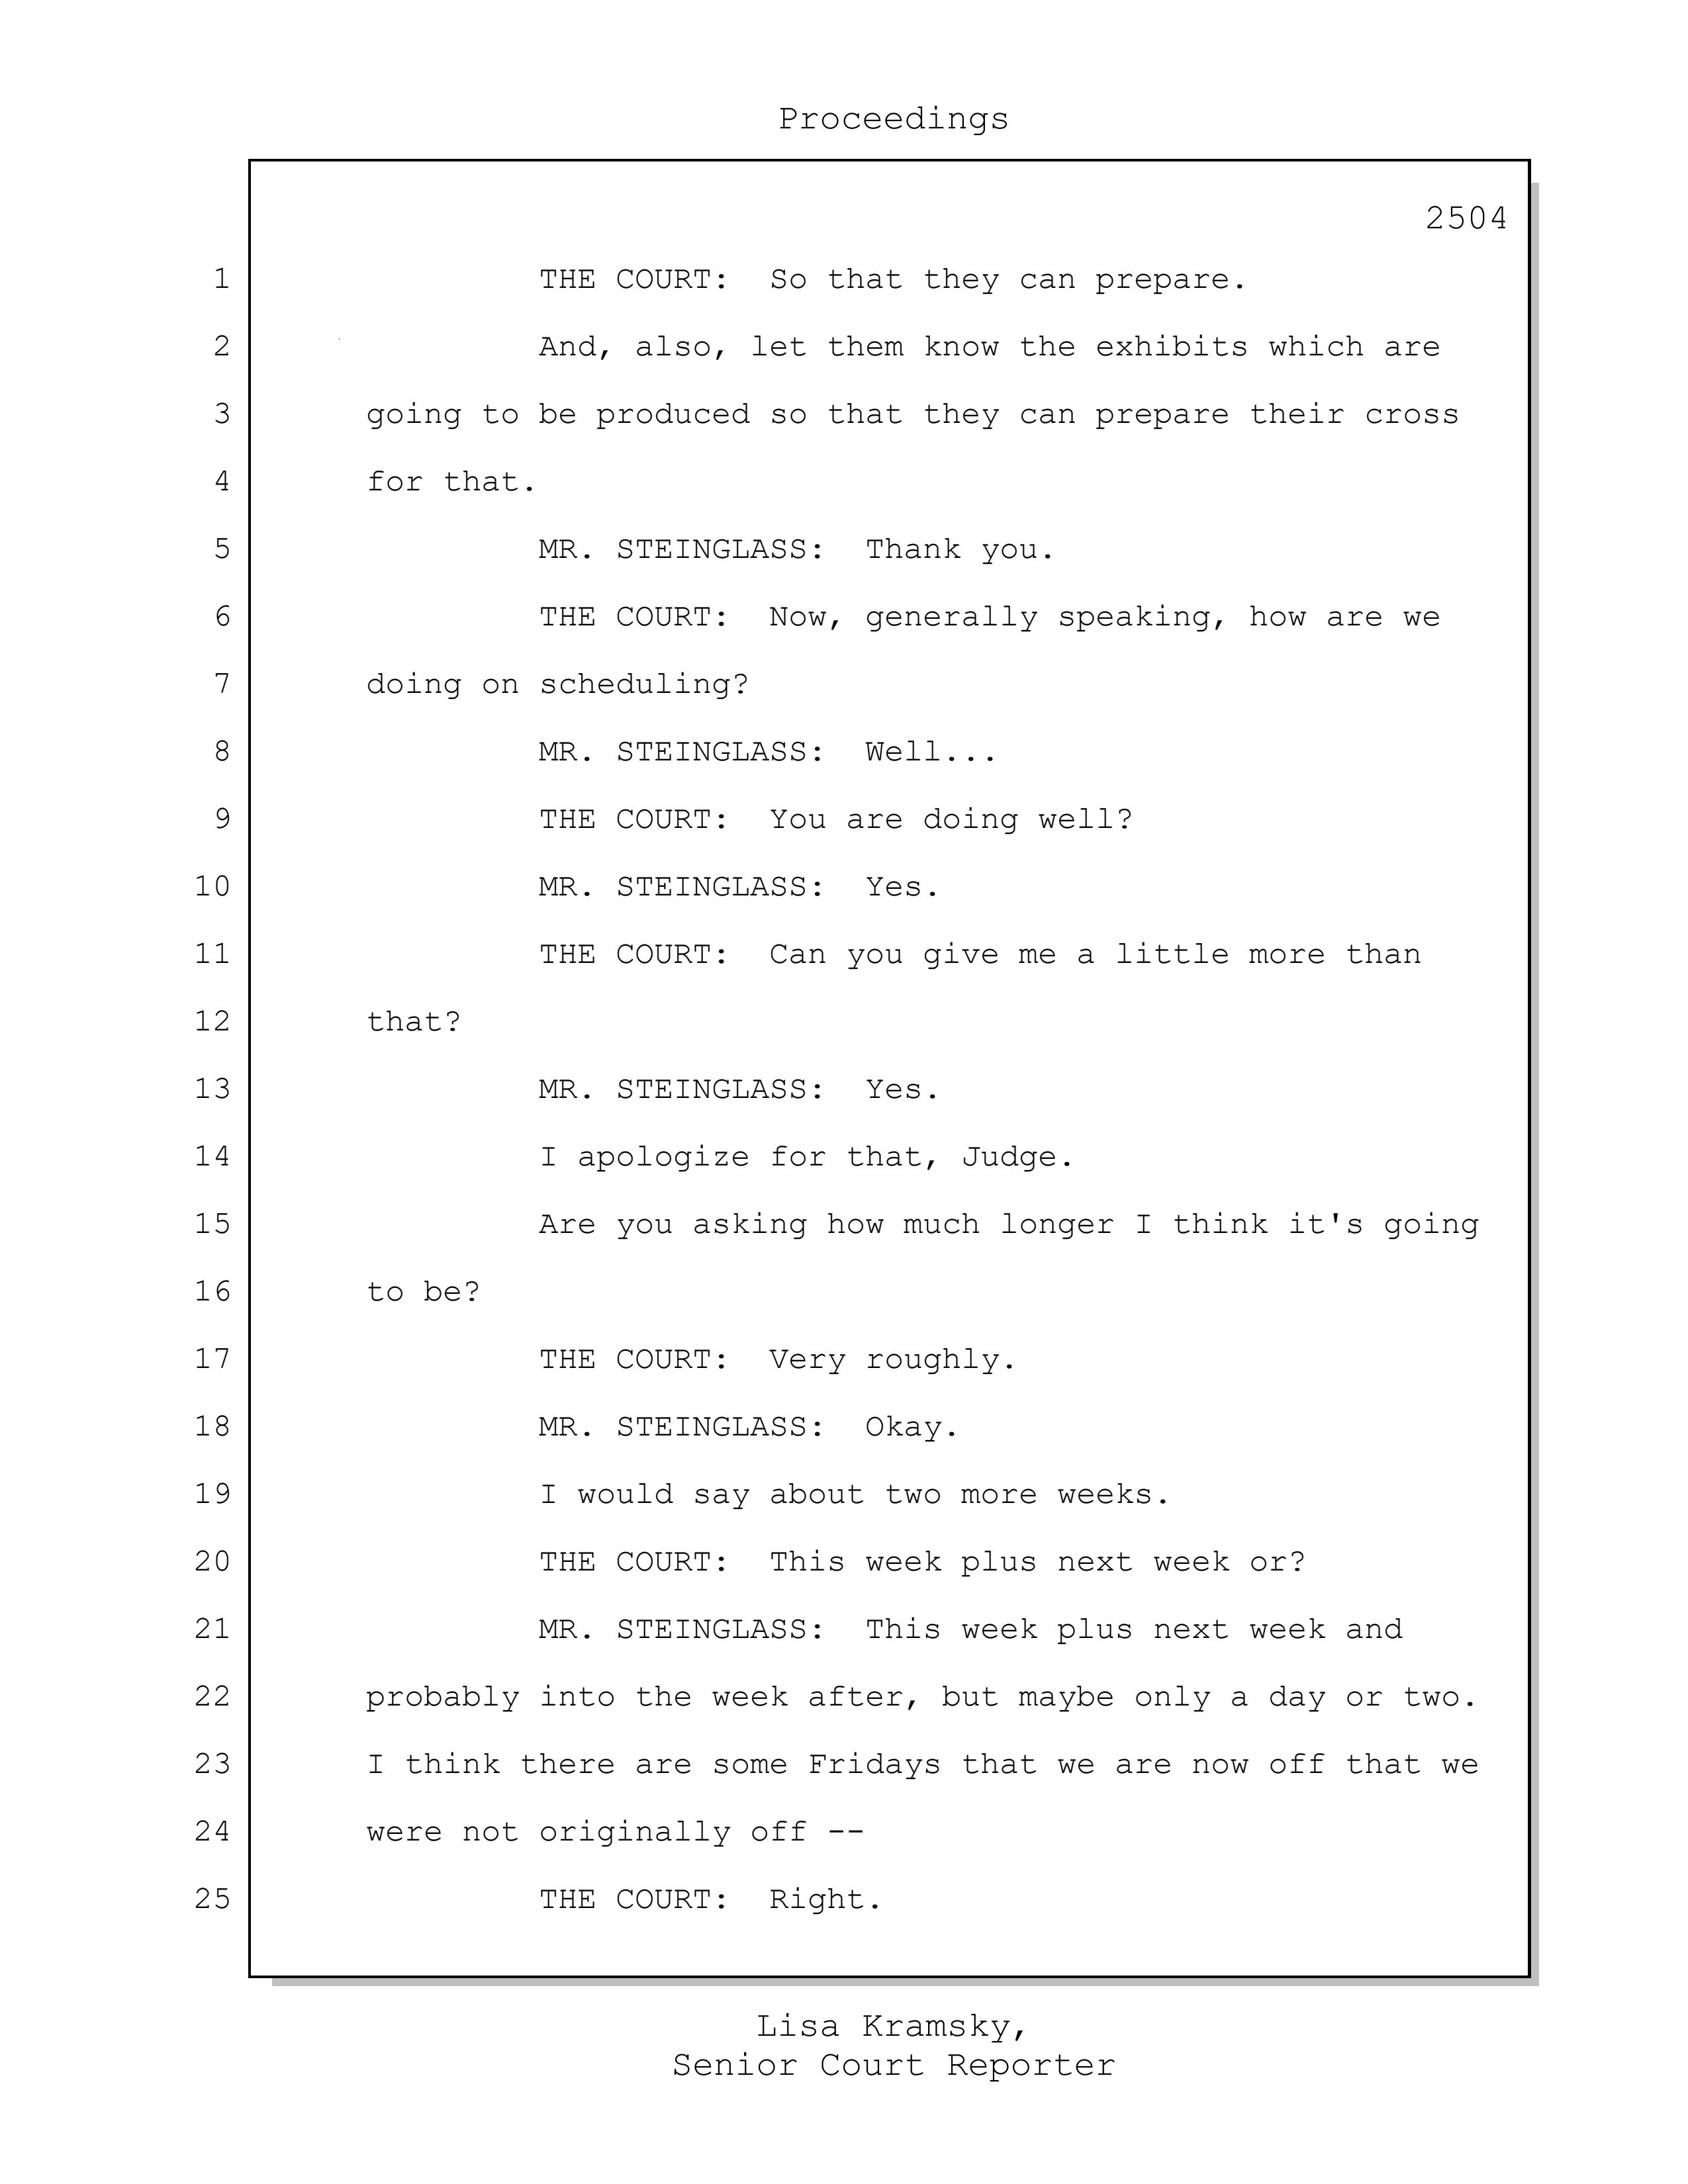 Proceedings
2504
1 THE COURT: So that they can prepare.
2 And, also, let them know the exhibits which are
3 going to be produced so that they can prepare their cross
4 for that.
5 MR. STEINGLASS: Thank you.
6 THE COURT: Now, generally speaking, how are we
7 doing on scheduling?
8 MR. STEINGLASS: Well...
9 THE COURT: You are doing well?
10 MR. STEINGLASS: Yes.
11 THE COURT: Can you give me a little more than
12 that?
13 MR. STEINGLASS: Yes.
14 I apologize for that, Judge.
15 Are you asking how much longer I think it's going
16 to be?
17 THE COURT: Very roughly.
18 MR. STEINGLASS: Okay.
19 I would say about two more weeks.
20 THE COURT: This week plus next week or?
21 MR. STEINGLASS: This week plus next week and
22 probably into the week after, but maybe only a day or two.
23 I think there are some Fridays that we are now off that we
24 were not originally off --
25 THE COURT: Right.
Lisa Kramsky,
Senior Court Reporter